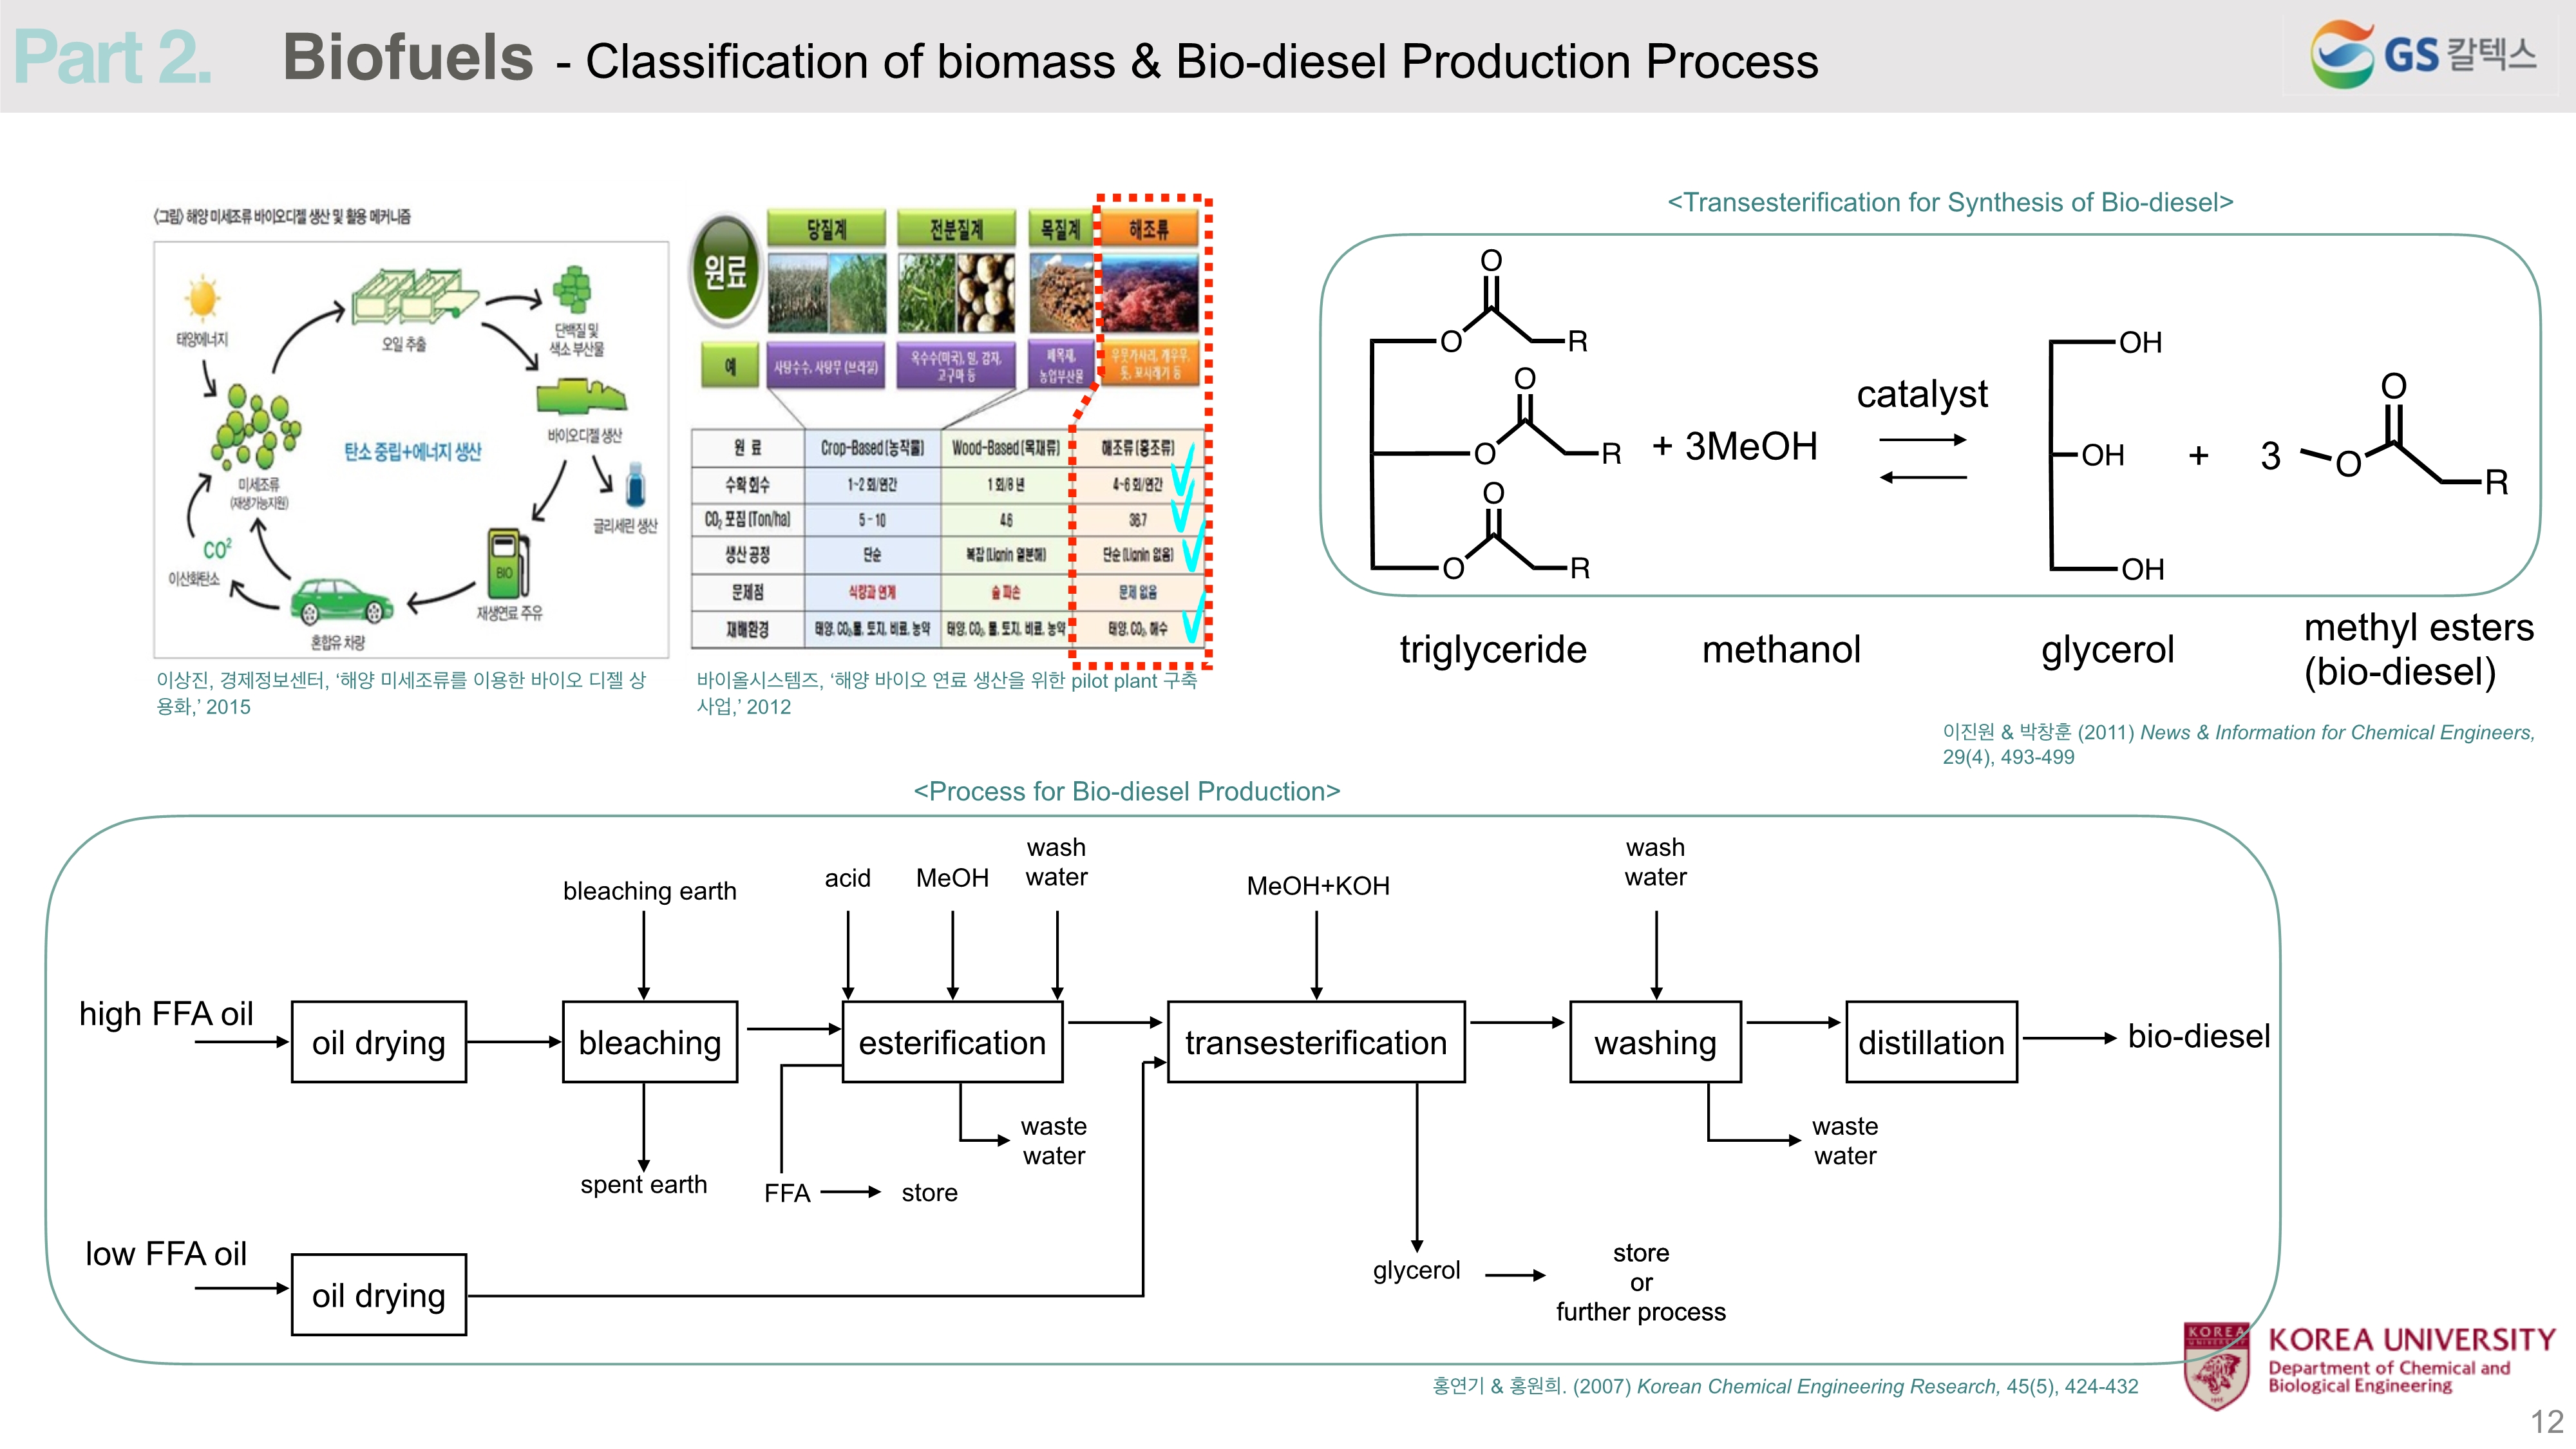 Part 2.
Biofuels - Classification of biomass & Bio-diesel Production Process
GS칼텍스
<그림> 해양 미세조류 바이오디젤 생산 및 활용 메커니즘
태양에너지
오일 추출
단백질 및
색소 부산물
바이오디젤 생산
탄소 중립+에너지 생산
미세조류
(재생가능지원)
글리세린 생산
CO²
이산화탄소
BIO
재생연료 주유
혼합유 차량
이상진, 경제정보센터, ‘해양 미세조류를 이용한 바이오 디젤 상
용화,’ 2015
원료
당질계
전분질계
목질계
해조류
예
사탕수수, 사탕무 (브라질)
옥수수(미국), 밀, 감자,
고구마 등
폐목재,
농업부산물
우뭇가사리, 개우무,
톳, 꼬시래기 등
원 료 Crop-Based (농작물) Wood-Based (목재류) 해조류 (홍조류)
수확 회수 1~2 회/연간 1 회/8 년 4~6 회/연간
CO₂ 포집 (Ton/ha) 5 - 10 4.6 36.7
생산 공정 단순 복잡 (Lignin 열분해) 단순 (Lignin 없음)
문제점 식량과 연계 숲 파손 문제 없음
재배환경 태양, CO₂, 물, 토지, 비료, 농약 태양, CO₂, 물, 토지, 비료, 농약 태양, CO₂, 해수
바이올시스템즈, ‘해양 바이오 연료 생산을 위한 pilot plant 구축
사업,’ 2012
<Transesterification for Synthesis of Bio-diesel>
O
O
R
O
O
R
O
O
R
+ 3MeOH
catalyst
OH
OH
OH
+
3
O
O
R
triglyceride
methanol
glycerol
methyl esters
(bio-diesel)
이진원 & 박창훈 (2011) News & Information for Chemical Engineers,
29(4), 493-499
<Process for Bio-diesel Production>
bleaching earth
acid
MeOH
wash
water
MeOH+KOH
wash
water
high FFA oil
oil drying
bleaching
esterification
transesterification
washing
distillation
bio-diesel
spent earth
FFA
store
waste
water
waste
water
low FFA oil
oil drying
glycerol
store
or
further process
홍연기 & 홍원희. (2007) Korean Chemical Engineering Research, 45(5), 424-432
KOREA
UNIVERSITY
KOREA UNIVERSITY
Department of Chemical and
Biological Engineering
12